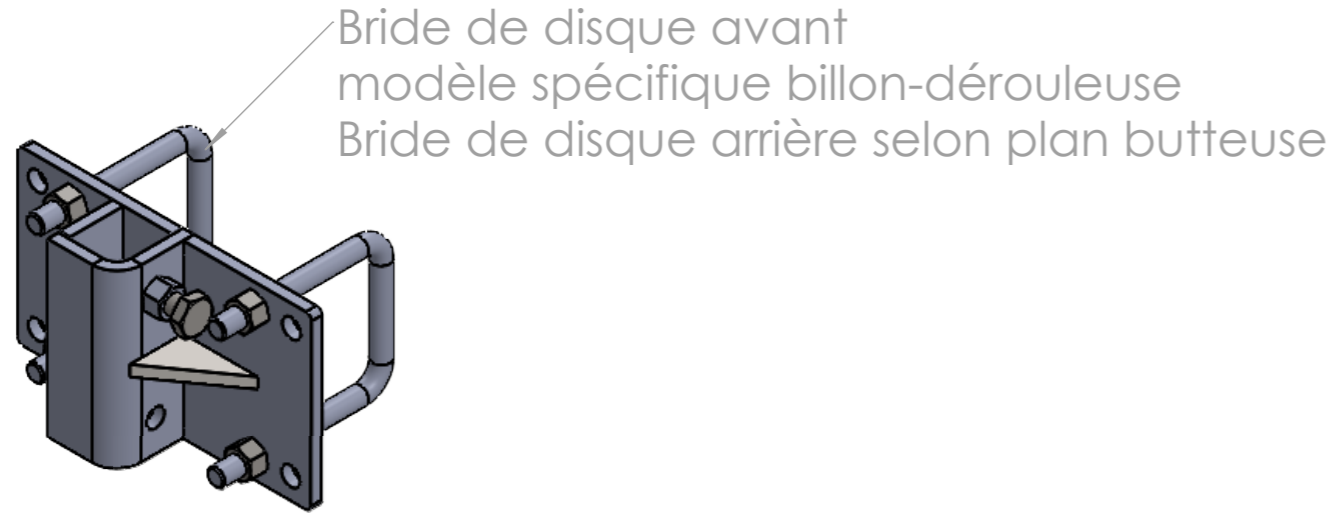 Bride de disque avant
modèle spécifique billon-dérouleuse
Bride de disque arrière selon plan butteuse